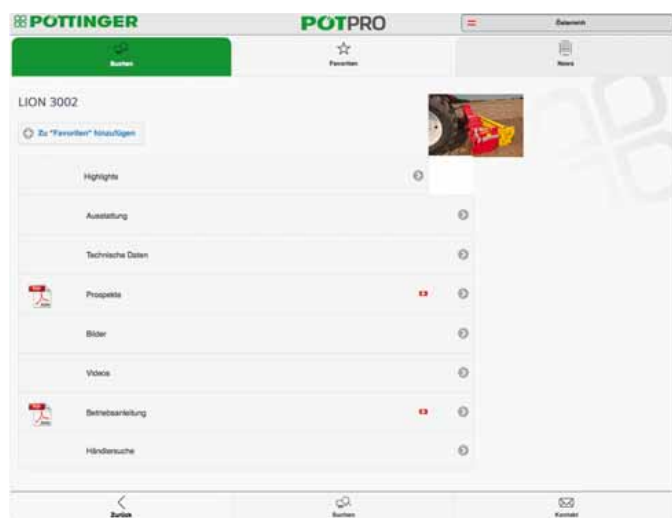 PÖTTINGER
PÖTPRO
Österreich
Suchen
Favoriten
News
LION 3002
Zu "Favoriten" hinzufügen
Highlights
Ausstattung
Technische Daten
Prospekte
Bilder
Videos
Betriebsanleitung
Händlersuche
Zurück
Suchen
Kontakt